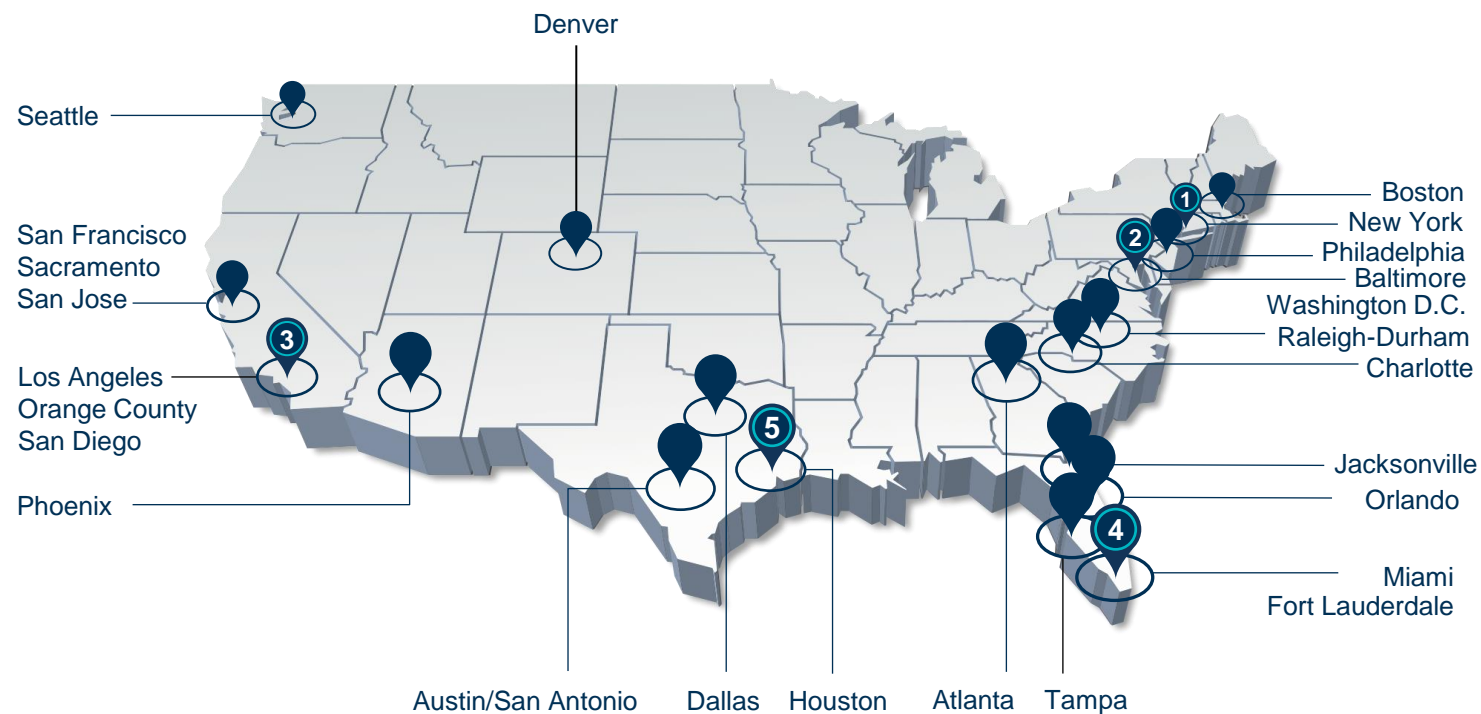 Denver
Seattle
San Francisco
Sacramento
San Jose
Los Angeles
Orange County
San Diego
Phoenix
1
2
3
4
5
Boston
New York
Philadelphia
Baltimore
Washington D.C.
Raleigh-Durham
Charlotte
Jacksonville
Orlando
Miami
Fort Lauderdale
Austin/San Antonio
Dallas
Houston
Atlanta
Tampa